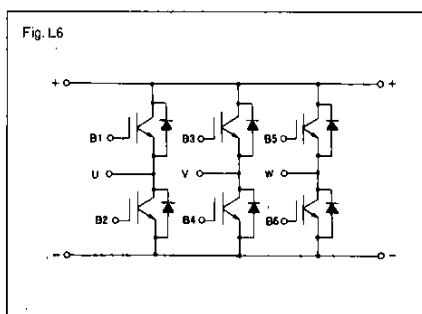 Fig. L6
+ +
B1 B3 B5
U V W
B2 B4 B6
- -